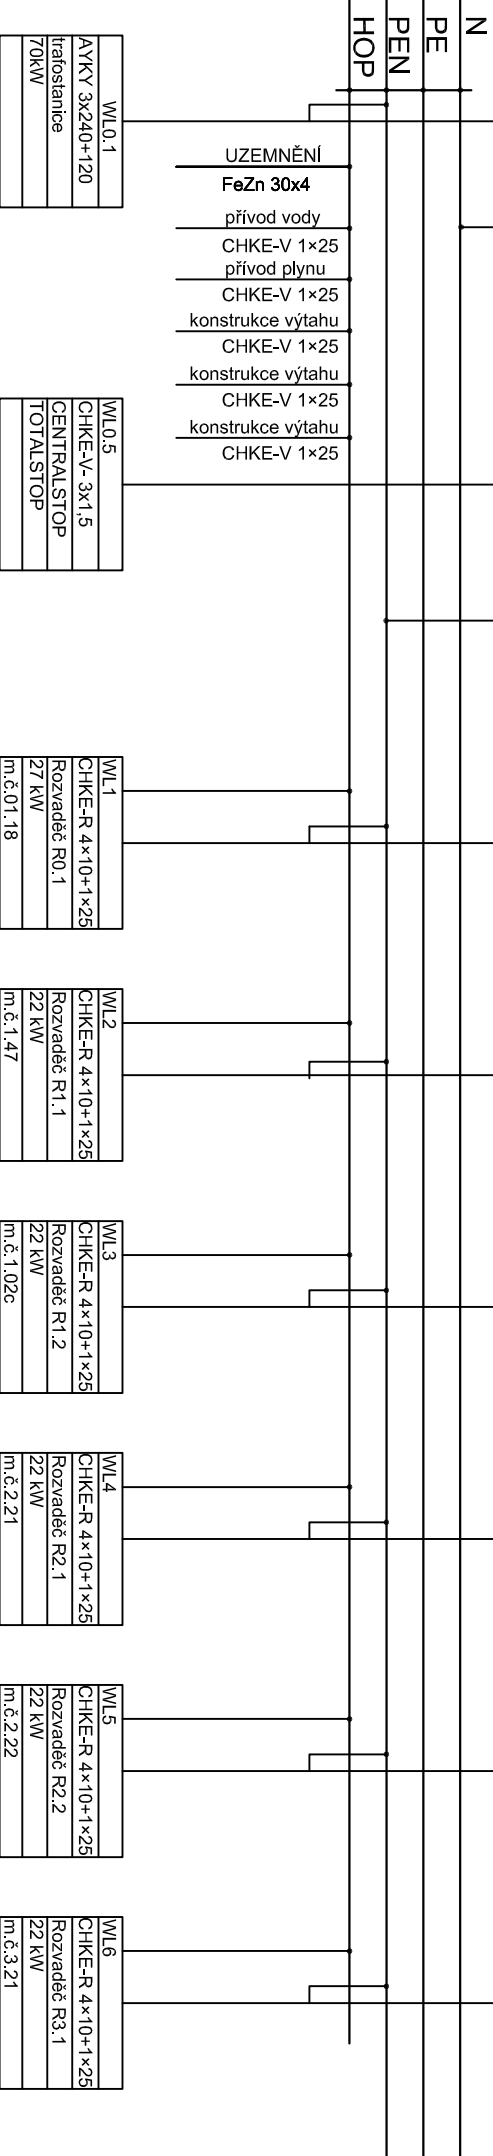 N
PE
PEN
HOP
WL0.1
AYKY 3x240+120
trafostanice
70kW
UZEMNĚNÍ
FeZn 30x4
přívod vody
CHKE-V 1×25
přívod plynu
CHKE-V 1×25
konstrukce výtahu
CHKE-V 1×25
konstrukce výtahu
CHKE-V 1×25
konstrukce výtahu
CHKE-V 1×25
WL0.5
CHKE-V- 3x1,5
CENTRALSTOP
TOTALSTOP
WL1
CHKE-R 4×10+1×25
Rozvaděč R0.1
27 kW
m.č.01.18
WL2
CHKE-R 4×10+1×25
Rozvaděč R1.1
22 kW
m.č.1.47
WL3
CHKE-R 4×10+1×25
Rozvaděč R1.2
22 kW
m.č.1.02c
WL4
CHKE-R 4×10+1×25
Rozvaděč R2.1
22 kW
m.č.2.21
WL5
CHKE-R 4×10+1×25
Rozvaděč R2.2
22 kW
m.č.2.22
WL6
CHKE-R 4×10+1×25
Rozvaděč R3.1
22 kW
m.č.3.21